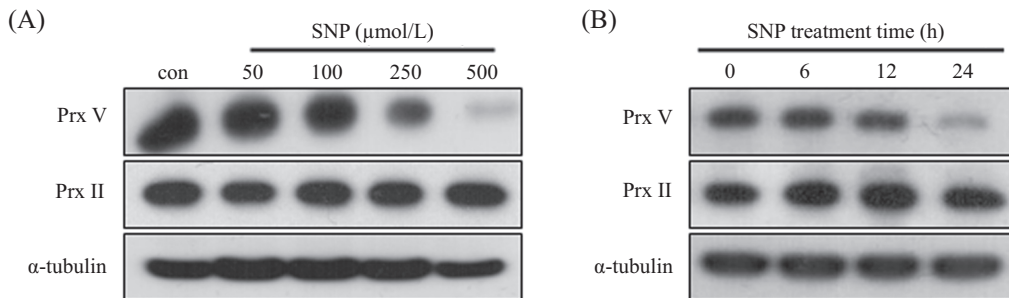 (A)
SNP (μmol/L)
con 50 100 250 500
Prx V
Prx II
α-tubulin
(B)
SNP treatment time (h)
0 6 12 24
Prx V
Prx II
α-tubulin